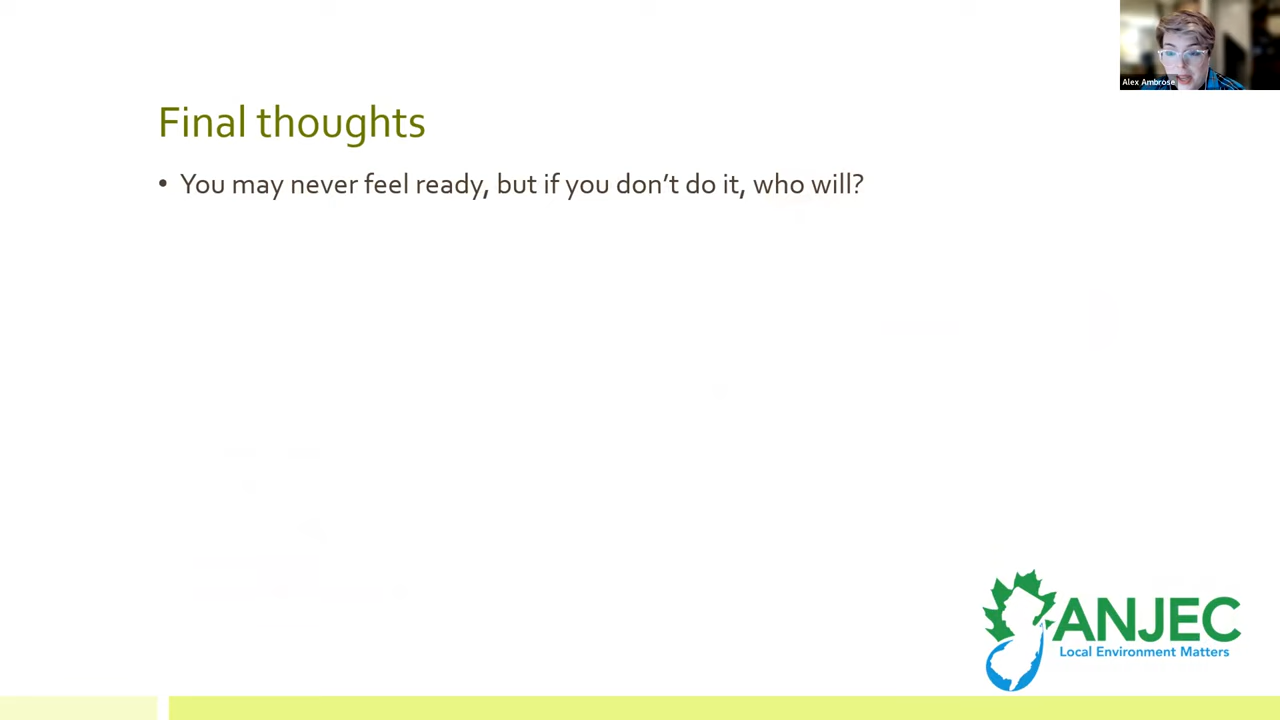 Alex Ambrose
Final thoughts
• You may never feel ready, but if you don’t do it, who will?
ANJEC
Local Environment Matters